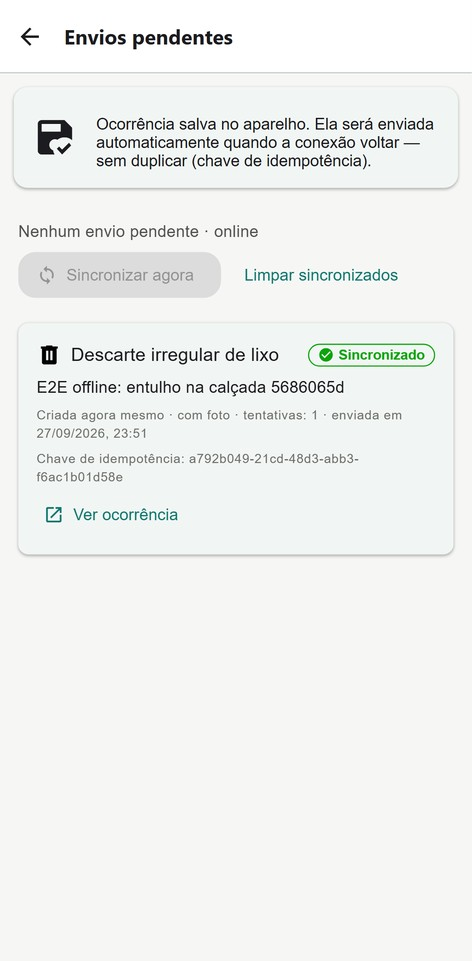 Envios pendentes
Ocorrência salva no aparelho. Ela será enviada
automaticamente quando a conexão voltar —
sem duplicar (chave de idempotência).
Nenhum envio pendente · online
Sincronizar agora
Limpar sincronizados
Descarte irregular de lixo
Sincronizado
E2E offline: entulho na calçada 5686065d
Criada agora mesmo · com foto · tentativas: 1 · enviada em
27/09/2026, 23:51
Chave de idempotência: a792b049-21cd-48d3-abb3-
f6ac1b01d58e
Ver ocorrência